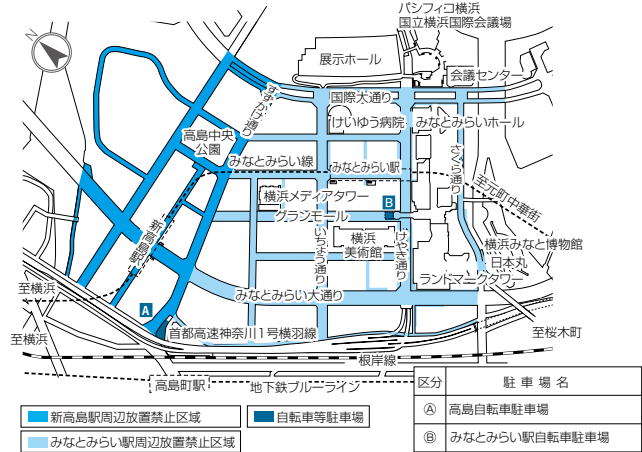 パシフィコ横浜
国立横浜国際会議場
N
展示ホール
会議センター
すずかけ通り
国際大通り
けいゆう病院
みなとみらいホール
高島中央
公園
さくら通り
みなとみらい線
みなとみらい駅
至元町中華街
横浜メディアタワー
B
グランモール
新高島駅
いちょう通り
横浜
美術館
けやき通り
横浜みなと博物館
日本丸
ランドマークタワー
至横浜
みなとみらい大通り
A
至横浜
首都高速神奈川1号横羽線
至桜木町
根岸線
高島町駅
地下鉄ブルーライン
区分
駐車場名
Ⓐ
高島自転車駐車場
Ⓑ
みなとみらい駅自転車駐車場
新高島駅周辺放置禁止区域
自転車等駐車場
みなとみらい駅周辺放置禁止区域